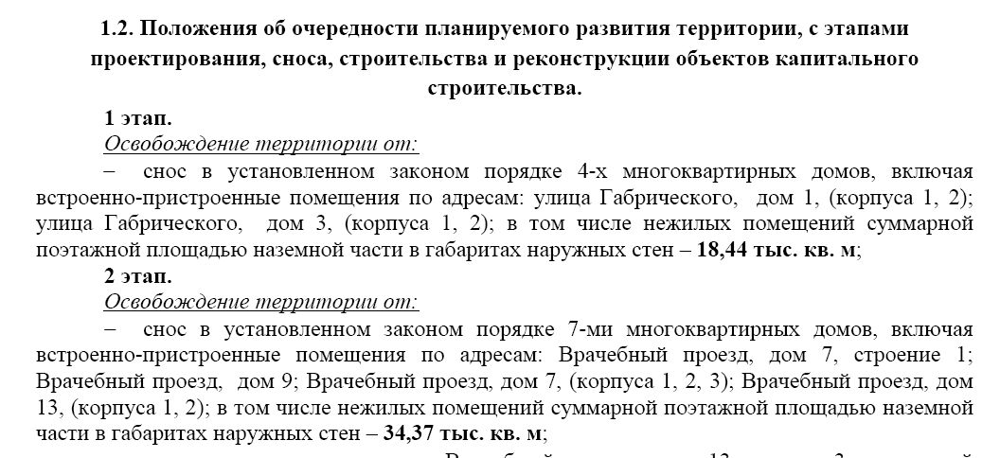 1.2. Положения об очередности планируемого развития территории, с этапами
проектирования, сноса, строительства и реконструкции объектов капитального
строительства.
1 этап.
Освобождение территории от:
– снос в установленном законом порядке 4-х многоквартирных домов, включая
встроенно-пристроенные помещения по адресам: улица Габрического, дом 1, (корпуса 1, 2);
улица Габрического, дом 3, (корпуса 1, 2); в том числе нежилых помещений суммарной
поэтажной площадью наземной части в габаритах наружных стен – 18,44 тыс. кв. м;
2 этап.
Освобождение территории от:
– снос в установленном законом порядке 7-ми многоквартирных домов, включая
встроенно-пристроенные помещения по адресам: Врачебный проезд, дом 7, строение 1;
Врачебный проезд, дом 9; Врачебный проезд, дом 7, (корпуса 1, 2, 3); Врачебный проезд, дом
13, (корпуса 1, 2); в том числе нежилых помещений суммарной поэтажной площадью наземной
части в габаритах наружных стен – 34,37 тыс. кв. м;